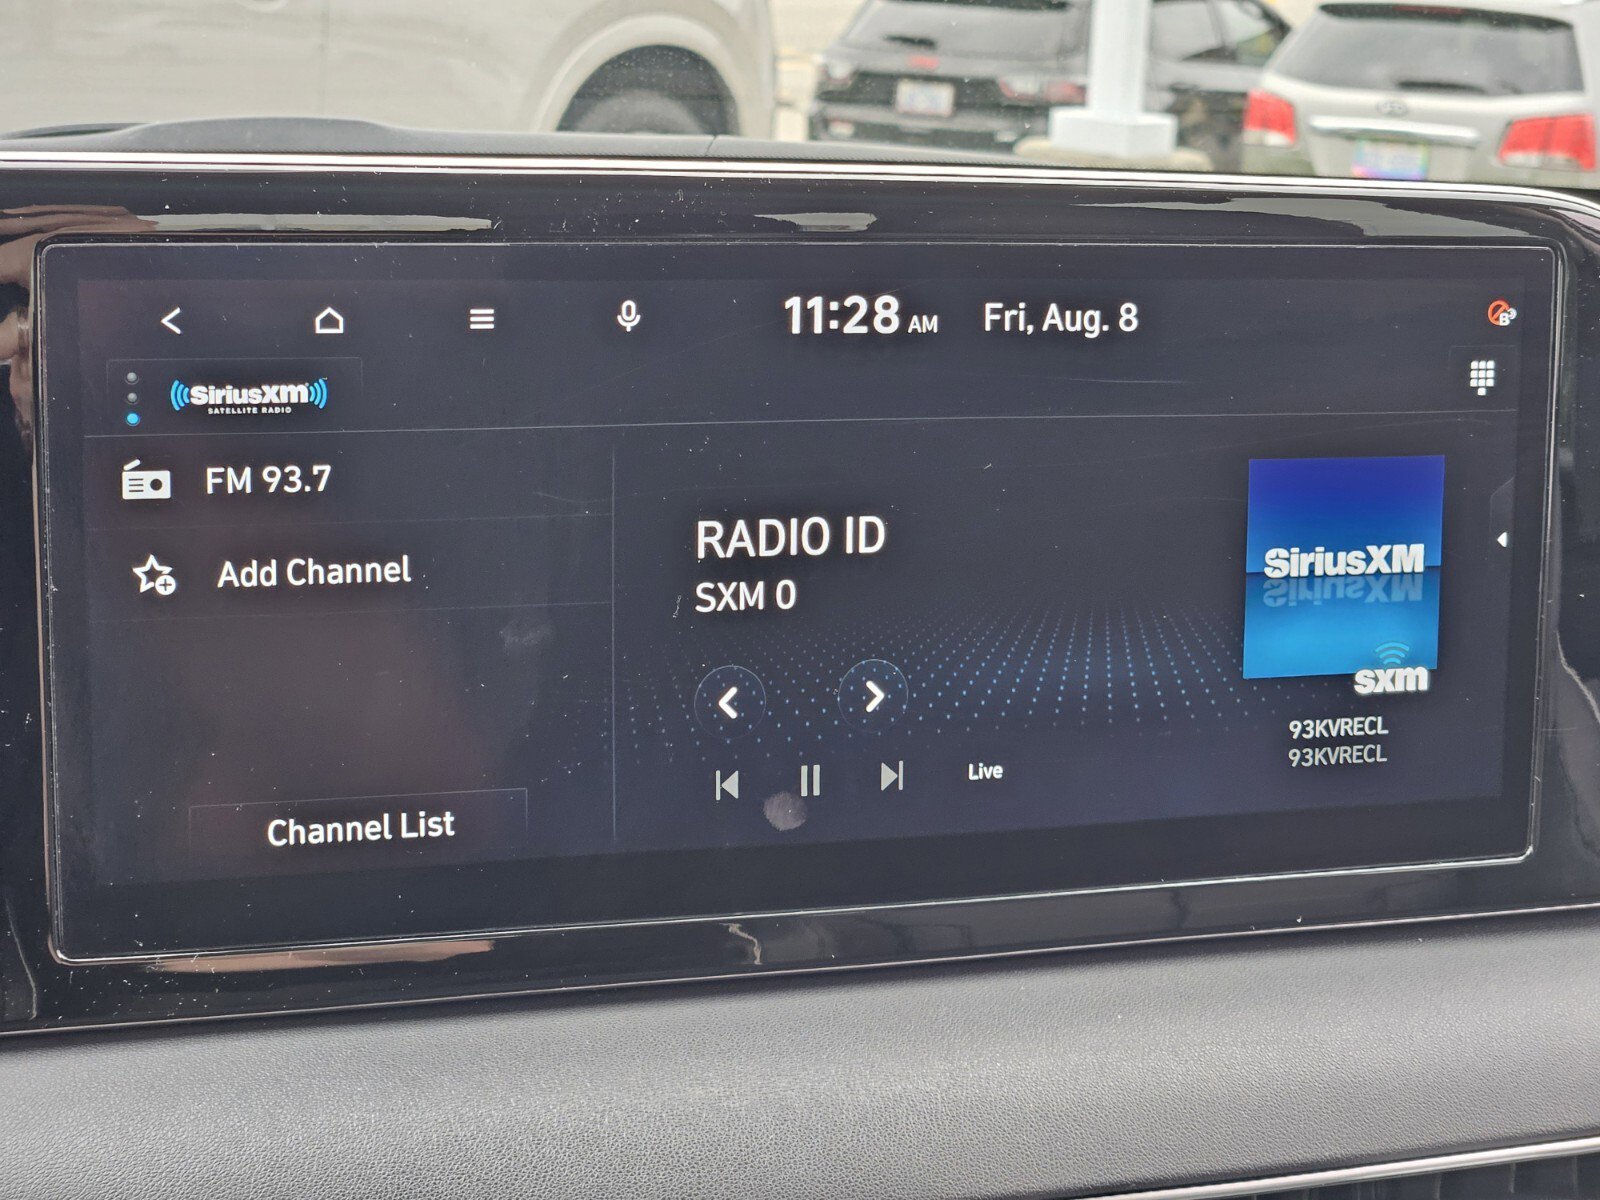 11:28 AM Fri, Aug. 8
SiriusXM
SATELLITE RADIO
FM 93.7
Add Channel
Channel List
RADIO ID
SXM 0
Live
SiriusXM
sxm
93KVRECL
93KVRECL